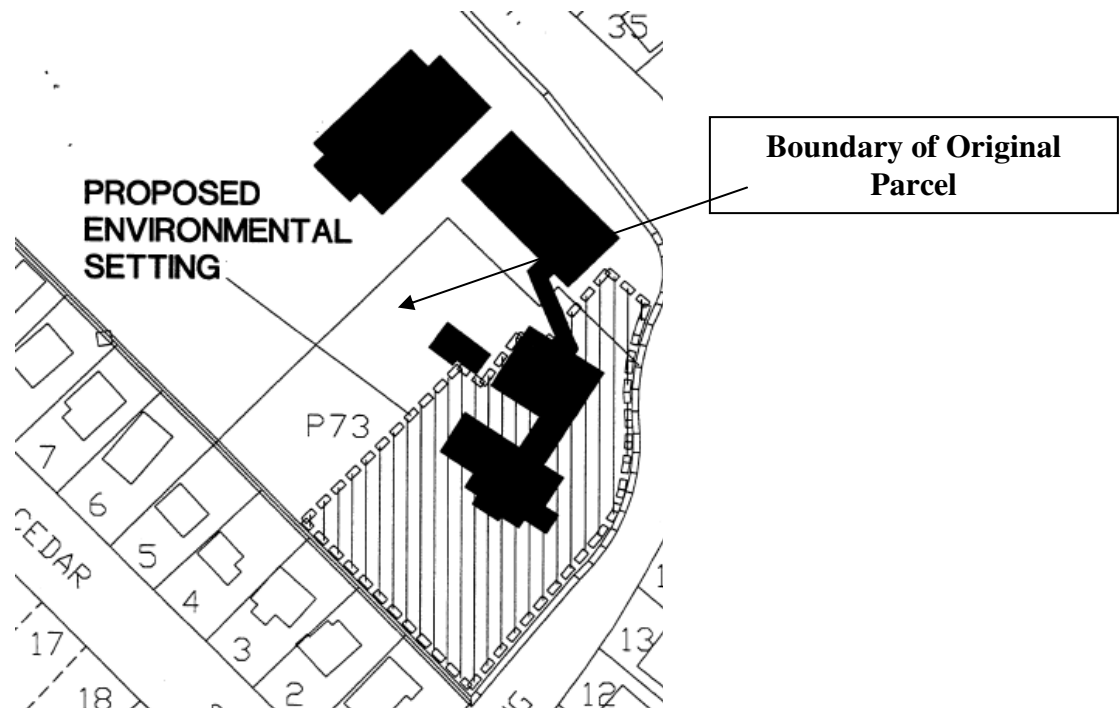 35
Boundary of Original
Parcel
PROPOSED
ENVIRONMENTAL
SETTING
P73
7
6
5
4
3
2
CEDAR
17
18
13
12